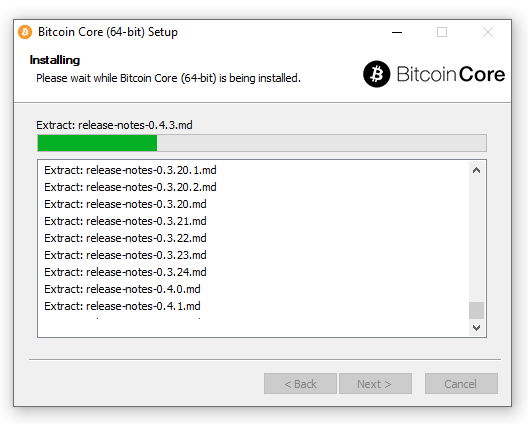 Bitcoin Core (64-bit) Setup
Installing
Please wait while Bitcoin Core (64-bit) is being installed.
BitcoinCore
Extract: release-notes-0.4.3.md
Extract: release-notes-0.3.20.1.md
Extract: release-notes-0.3.20.2.md
Extract: release-notes-0.3.20.md
Extract: release-notes-0.3.21.md
Extract: release-notes-0.3.22.md
Extract: release-notes-0.3.23.md
Extract: release-notes-0.3.24.md
Extract: release-notes-0.4.0.md
Extract: release-notes-0.4.1.md
< Back Next > Cancel